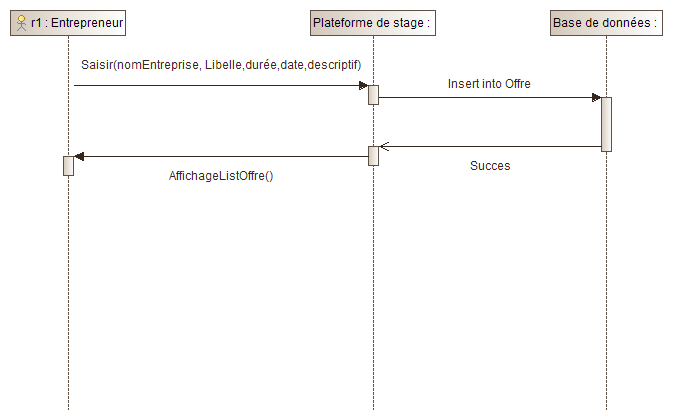 r1 : Entrepreneur
Plateforme de stage :
Base de données :
Saisir(nomEntreprise, Libelle,durée,date,descriptif)
Insert into Offre
Succes
AffichageListOffre()